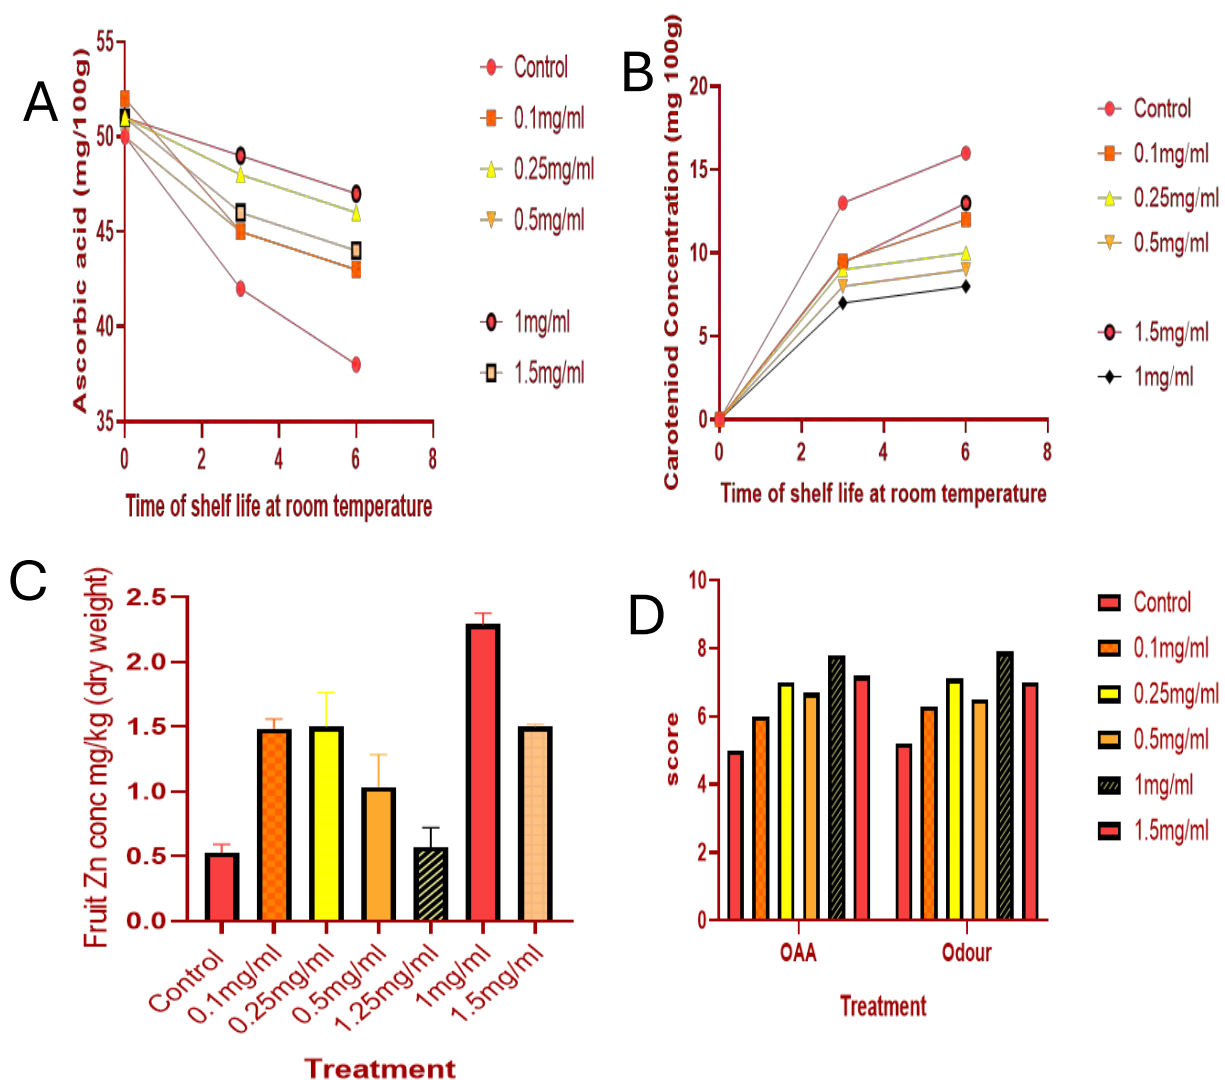 A
Ascorbic acid (mg/100g)
55
50
45
40
35
0 2 4 6 8
Time of shelf life at room temperature
Control
0.1mg/ml
0.25mg/ml
0.5mg/ml
1mg/ml
1.5mg/ml
B
Caroteniod Concentration (mg 100g)
20
15
10
5
0
0 2 4 6 8
Time of shelf life at room temperature
Control
0.1mg/ml
0.25mg/ml
0.5mg/ml
1.5mg/ml
1mg/ml
C
Fruit Zn conc mg/kg (dry weight)
2.5
2.0
1.5
1.0
0.5
0.0
Control
0.1mg/ml
0.25mg/ml
0.5mg/ml
1.25mg/ml
1mg/ml
1.5mg/ml
Treatment
D
score
10
8
6
4
2
0
OAA Odour
Treatment
Control
0.1mg/ml
0.25mg/ml
0.5mg/ml
1mg/ml
1.5mg/ml